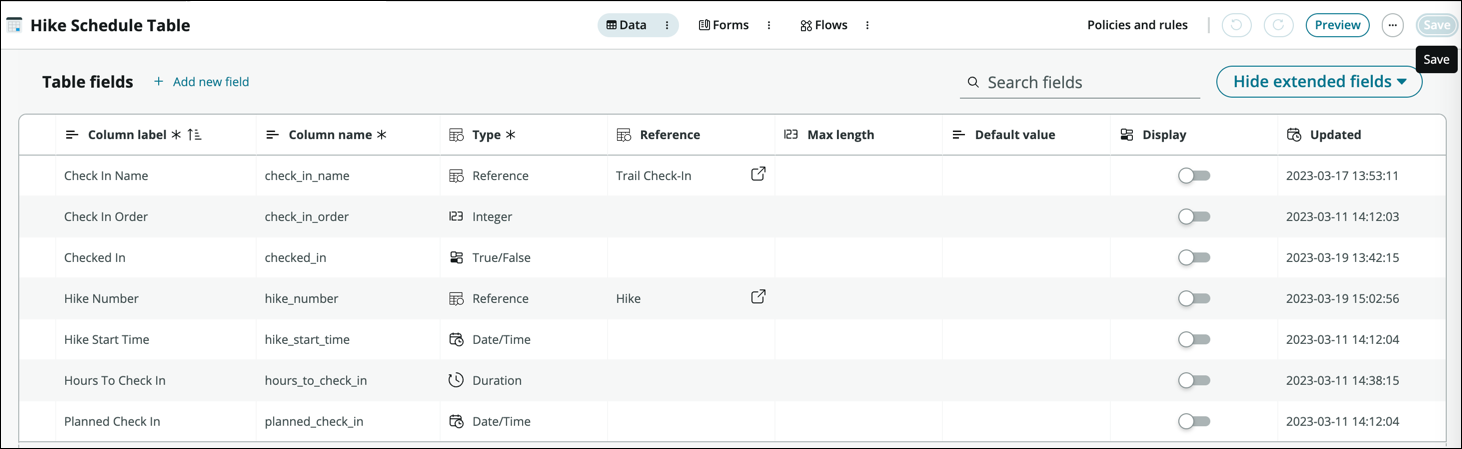 Hike Schedule Table Data Forms Flows Policies and rules Preview ... Save
Save
Table fields + Add new field Search fields Hide extended fields
Column label * Column name * Type * Reference Max length Default value Display Updated
Check In Name check_in_name Reference Trail Check-In 2023-03-17 13:53:11
Check In Order check_in_order 123 Integer 2023-03-11 14:12:03
Checked In checked_in True/False 2023-03-19 13:42:15
Hike Number hike_number Reference Hike 2023-03-19 15:02:56
Hike Start Time hike_start_time Date/Time 2023-03-11 14:12:04
Hours To Check In hours_to_check_in Duration 2023-03-11 14:38:15
Planned Check In planned_check_in Date/Time 2023-03-11 14:12:04